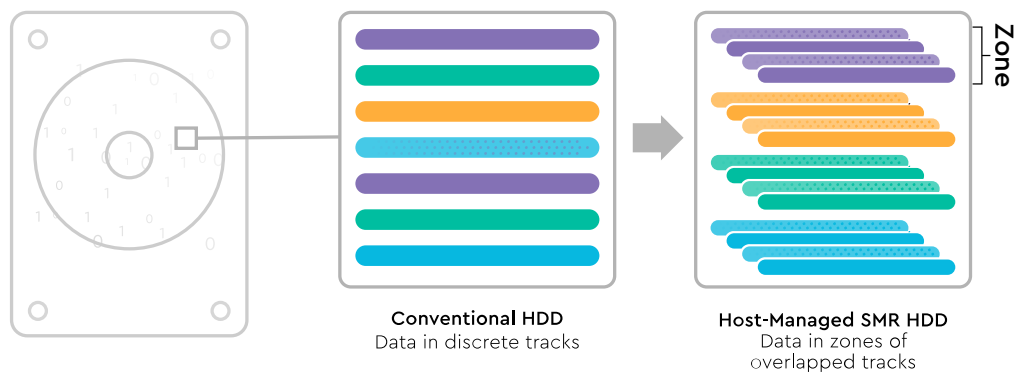 Zone
Conventional HDD
Data in discrete tracks
Host-Managed SMR HDD
Data in zones of
overlapped tracks